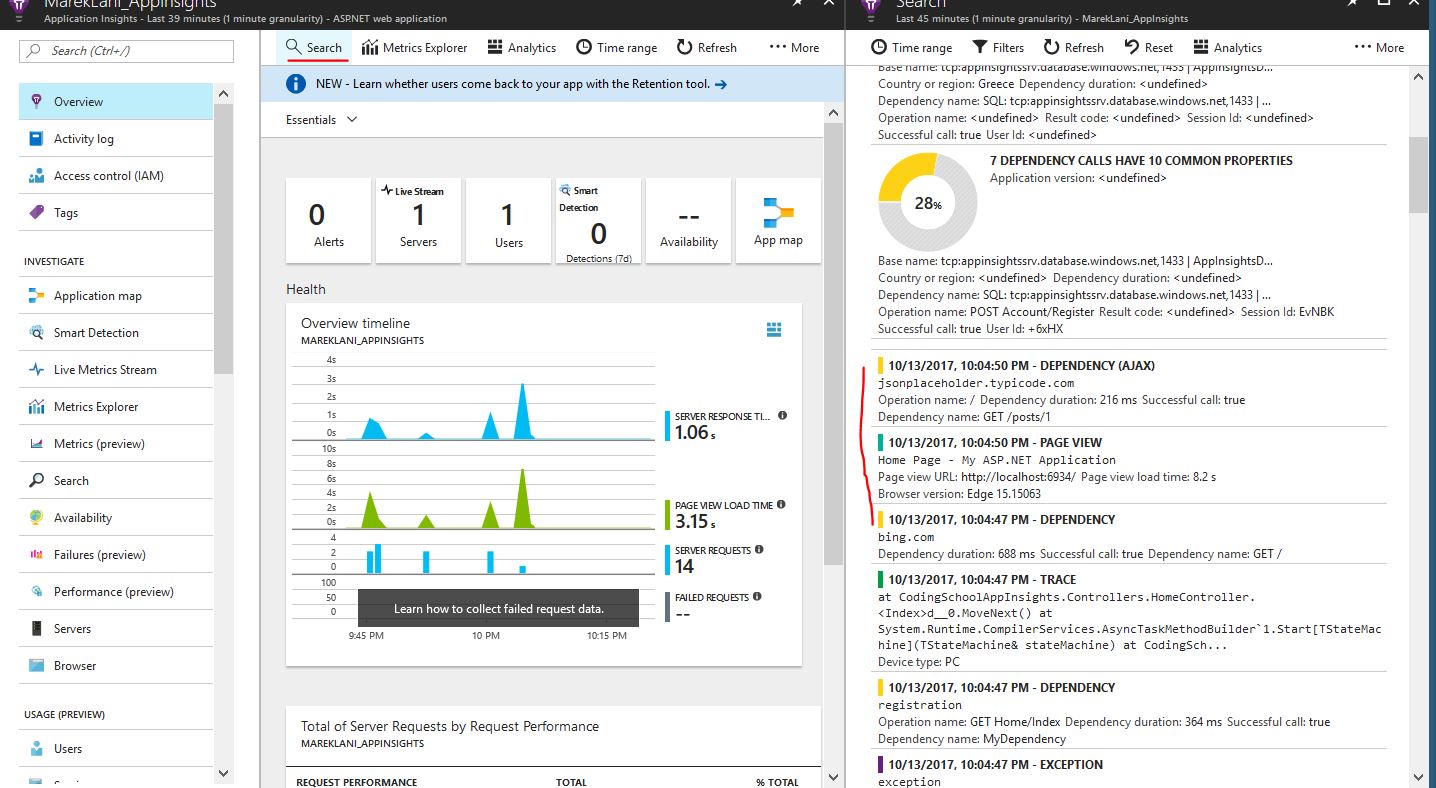 MarekLani_AppInsights
Application Insights - Last 39 minutes (1 minute granularity) - ASP.NET web application
Search (Ctrl+/)
Overview
Activity log
Access control (IAM)
Tags
INVESTIGATE
Application map
Smart Detection
Live Metrics Stream
Metrics Explorer
Metrics (preview)
Search
Availability
Failures (preview)
Performance (preview)
Servers
Browser
USAGE (PREVIEW)
Users
Search
Metrics Explorer
Analytics
Time range
Refresh
More
NEW - Learn whether users come back to your app with the Retention tool. →
Essentials
0
Alerts
Live Stream
1
Servers
1
Users
Smart
Detection
0
Detections (7d)
--
Availability
App map
Health
Overview timeline
MAREKLANI_APPINSIGHTS
4s
3s
2s
1s
0s
SERVER RESPONSE TI...
1.06 s
10s
8s
6s
4s
2s
0s
PAGE VIEW LOAD TIME
3.15 s
4
2
0
SERVER REQUESTS
14
100
50
0
FAILED REQUESTS
--
Learn how to collect failed request data.
9:45 PM
10 PM
10:15 PM
Total of Server Requests by Request Performance
MAREKLANI_APPINSIGHTS
REQUEST PERFORMANCE
TOTAL
% TOTAL
Search
Last 45 minutes (1 minute granularity) - MarekLani_AppInsights
Time range
Filters
Refresh
Reset
Analytics
More
Base name: tcp:appinsightssrv.database.windows.net,1433 | AppInsightsD...
Country or region: Greece Dependency duration: <undefined>
Dependency name: SQL: tcp:appinsightssrv.database.windows.net,1433 | ...
Operation name: <undefined> Result code: <undefined> Session Id: <undefined>
Successful call: true User Id: <undefined>
28%
7 DEPENDENCY CALLS HAVE 10 COMMON PROPERTIES
Application version: <undefined>
Base name: tcp:appinsightssrv.database.windows.net,1433 | AppInsightsD...
Country or region: <undefined> Dependency duration: <undefined>
Dependency name: SQL: tcp:appinsightssrv.database.windows.net,1433 | ...
Operation name: POST Account/Register Result code: <undefined> Session Id: EvNBK
Successful call: true User Id: +6xHX
10/13/2017, 10:04:50 PM - DEPENDENCY (AJAX)
jsonplaceholder.typicode.com
Operation name: / Dependency duration: 216 ms Successful call: true
Dependency name: GET /posts/1
10/13/2017, 10:04:50 PM - PAGE VIEW
Home Page - My ASP.NET Application
Page view URL: http://localhost:6934/ Page view load time: 8.2 s
Browser version: Edge 15.15063
10/13/2017, 10:04:47 PM - DEPENDENCY
bing.com
Dependency duration: 688 ms Successful call: true Dependency name: GET /
10/13/2017, 10:04:47 PM - TRACE
at CodingSchoolAppInsights.Controllers.HomeController.
<Index>d__0.MoveNext() at
System.Runtime.CompilerServices.AsyncTaskMethodBuilder`1.Start[TStateMac
hine](TStateMachine& stateMachine) at CodingSch...
Device type: PC
10/13/2017, 10:04:47 PM - DEPENDENCY
registration
Operation name: GET Home/Index Dependency duration: 364 ms Successful call: true
Dependency name: MyDependency
10/13/2017, 10:04:47 PM - EXCEPTION
exception